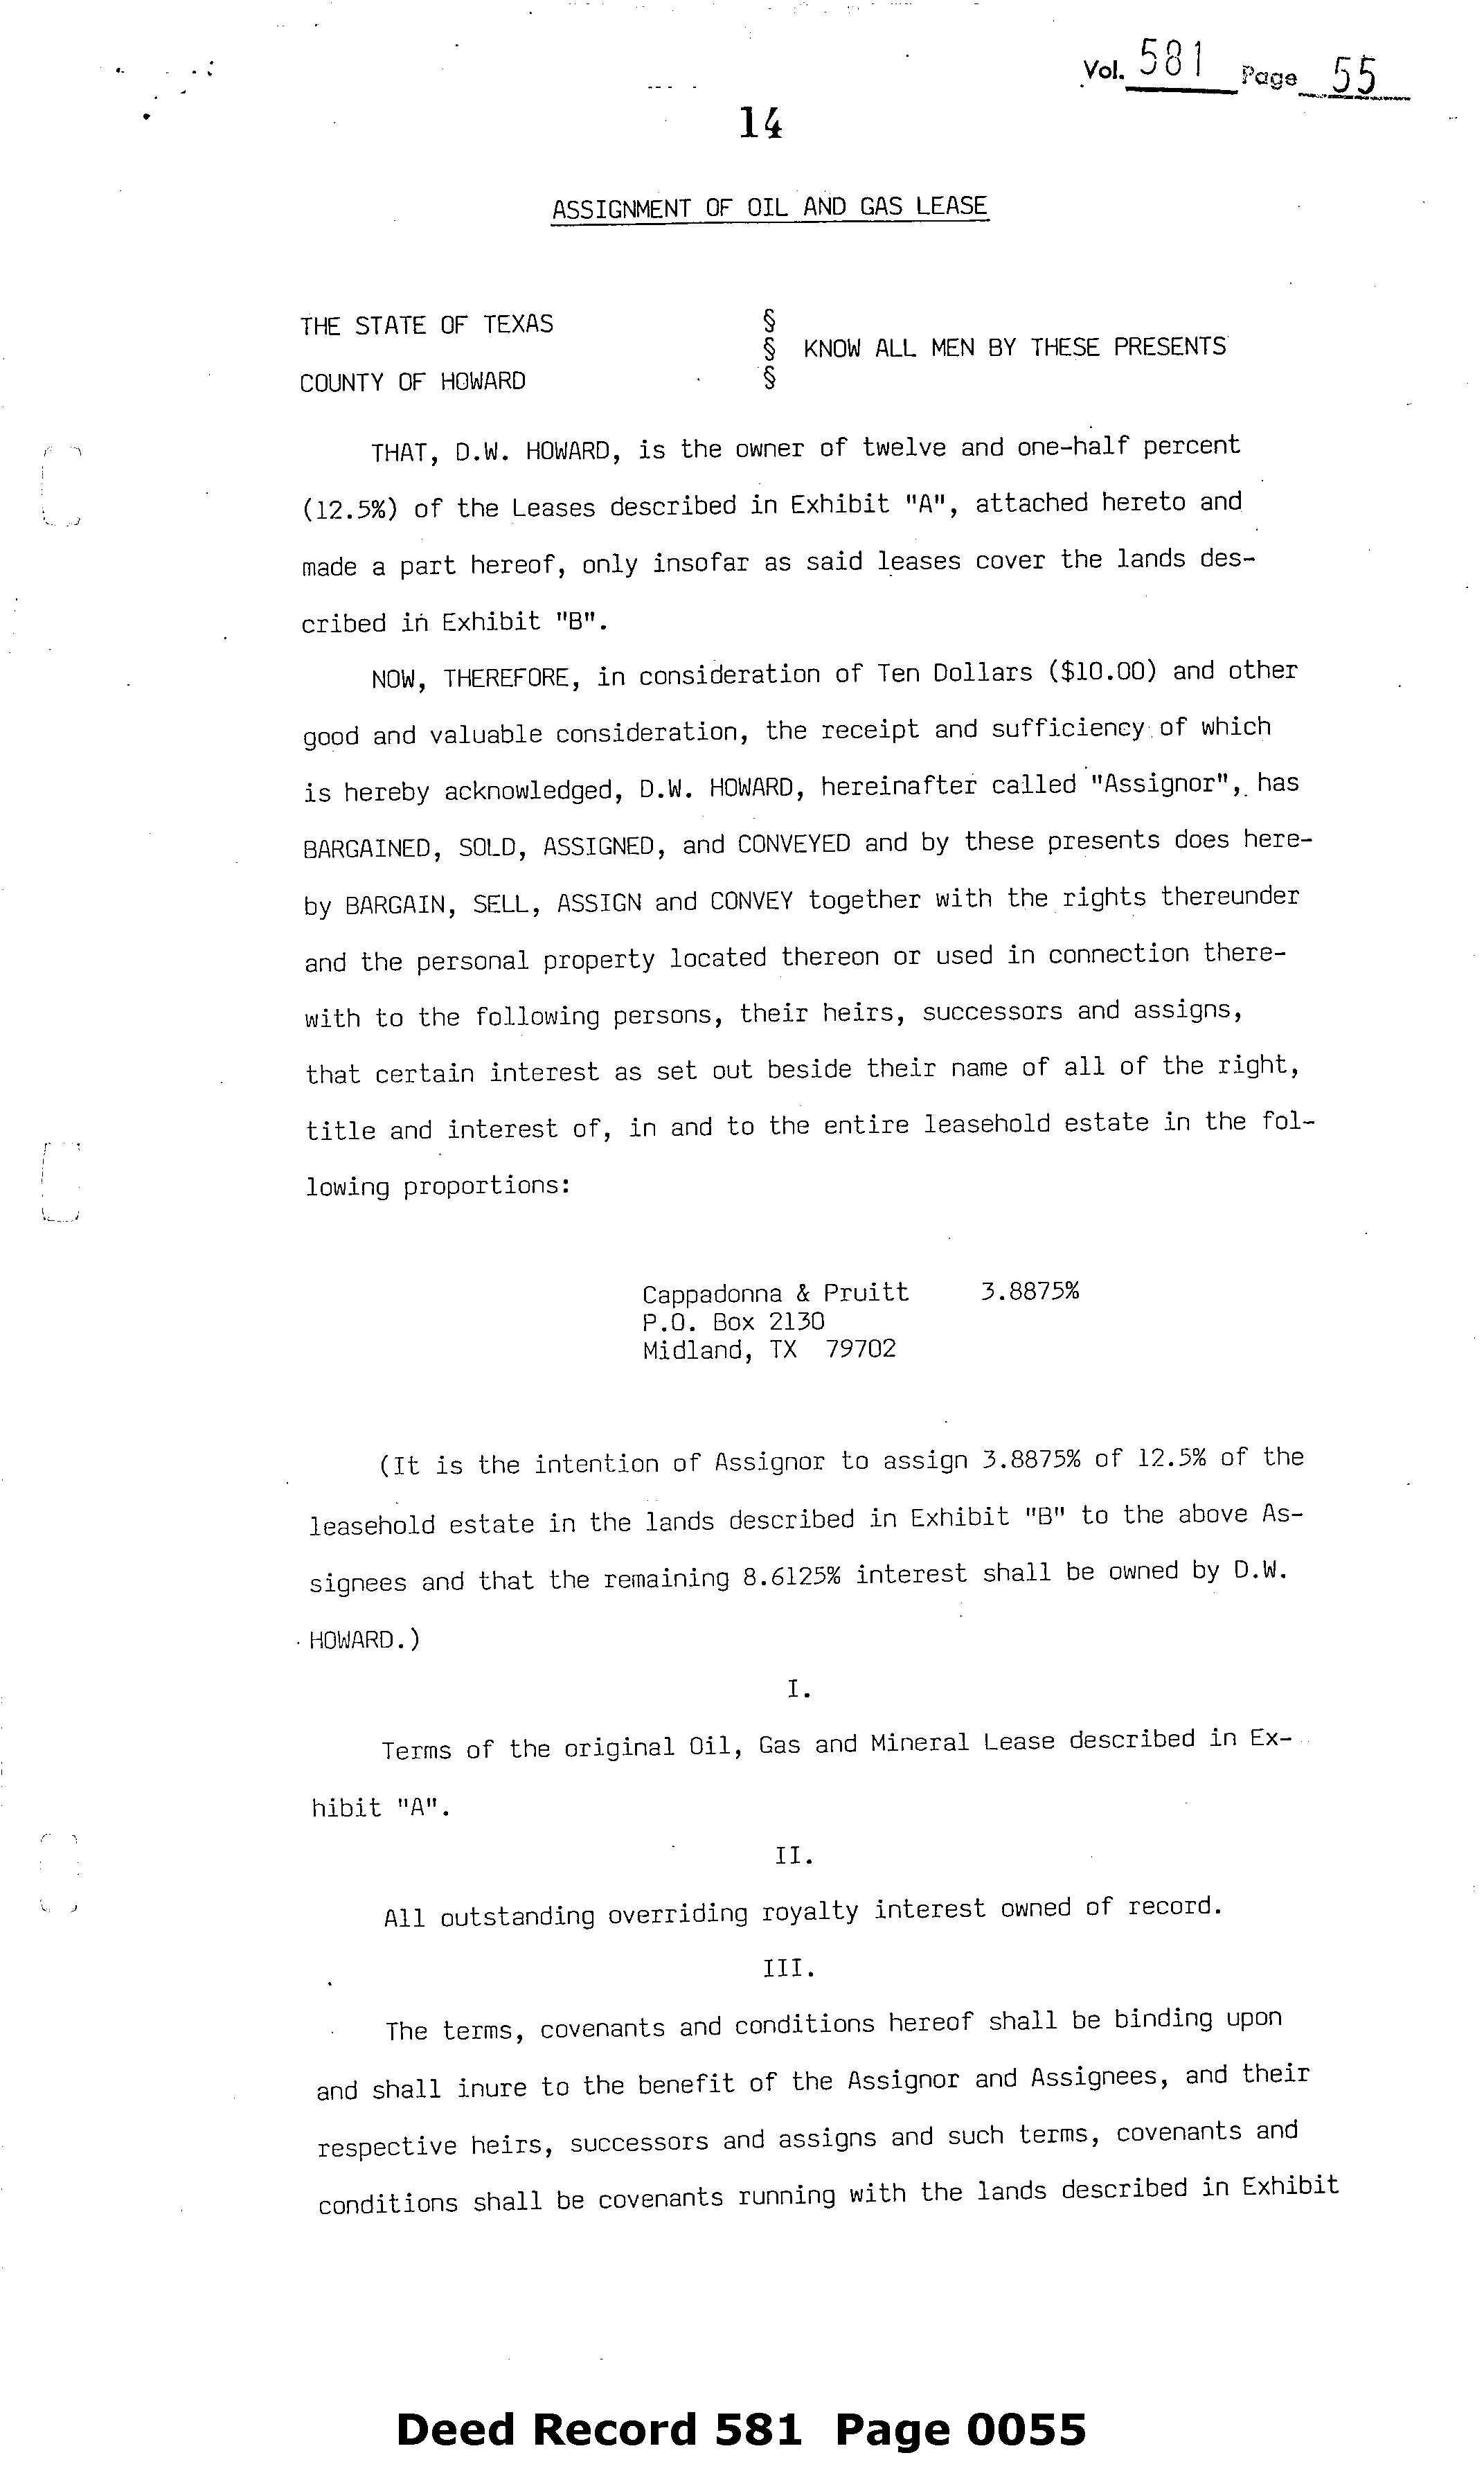 Vol. 581 Page 55
14
ASSIGNMENT OF OIL AND GAS LEASE
THE STATE OF TEXAS §
§ KNOW ALL MEN BY THESE PRESENTS
COUNTY OF HOWARD §
THAT, D.W. HOWARD, is the owner of twelve and one-half percent
(12.5%) of the Leases described in Exhibit "A", attached hereto and
made a part hereof, only insofar as said leases cover the lands des-
cribed in Exhibit "B".
NOW, THEREFORE, in consideration of Ten Dollars ($10.00) and other
good and valuable consideration, the receipt and sufficiency of which
is hereby acknowledged, D.W. HOWARD, hereinafter called "Assignor", has
BARGAINED, SOLD, ASSIGNED, and CONVEYED and by these presents does here-
by BARGAIN, SELL, ASSIGN and CONVEY together with the rights thereunder
and the personal property located thereon or used in connection there-
with to the following persons, their heirs, successors and assigns,
that certain interest as set out beside their name of all of the right,
title and interest of, in and to the entire leasehold estate in the fol-
lowing proportions:
Cappadonna & Pruitt 3.8875%
P.O. Box 2130
Midland, TX 79702
(It is the intention of Assignor to assign 3.8875% of 12.5% of the
leasehold estate in the lands described in Exhibit "B" to the above As-
signees and that the remaining 8.6125% interest shall be owned by D.W.
HOWARD.)
I.
Terms of the original Oil, Gas and Mineral Lease described in Ex-
hibit "A".
II.
All outstanding overriding royalty interest owned of record.
III.
The terms, covenants and conditions hereof shall be binding upon
and shall inure to the benefit of the Assignor and Assignees, and their
respective heirs, successors and assigns and such terms, covenants and
conditions shall be covenants running with the lands described in Exhibit
Deed Record 581 Page 0055